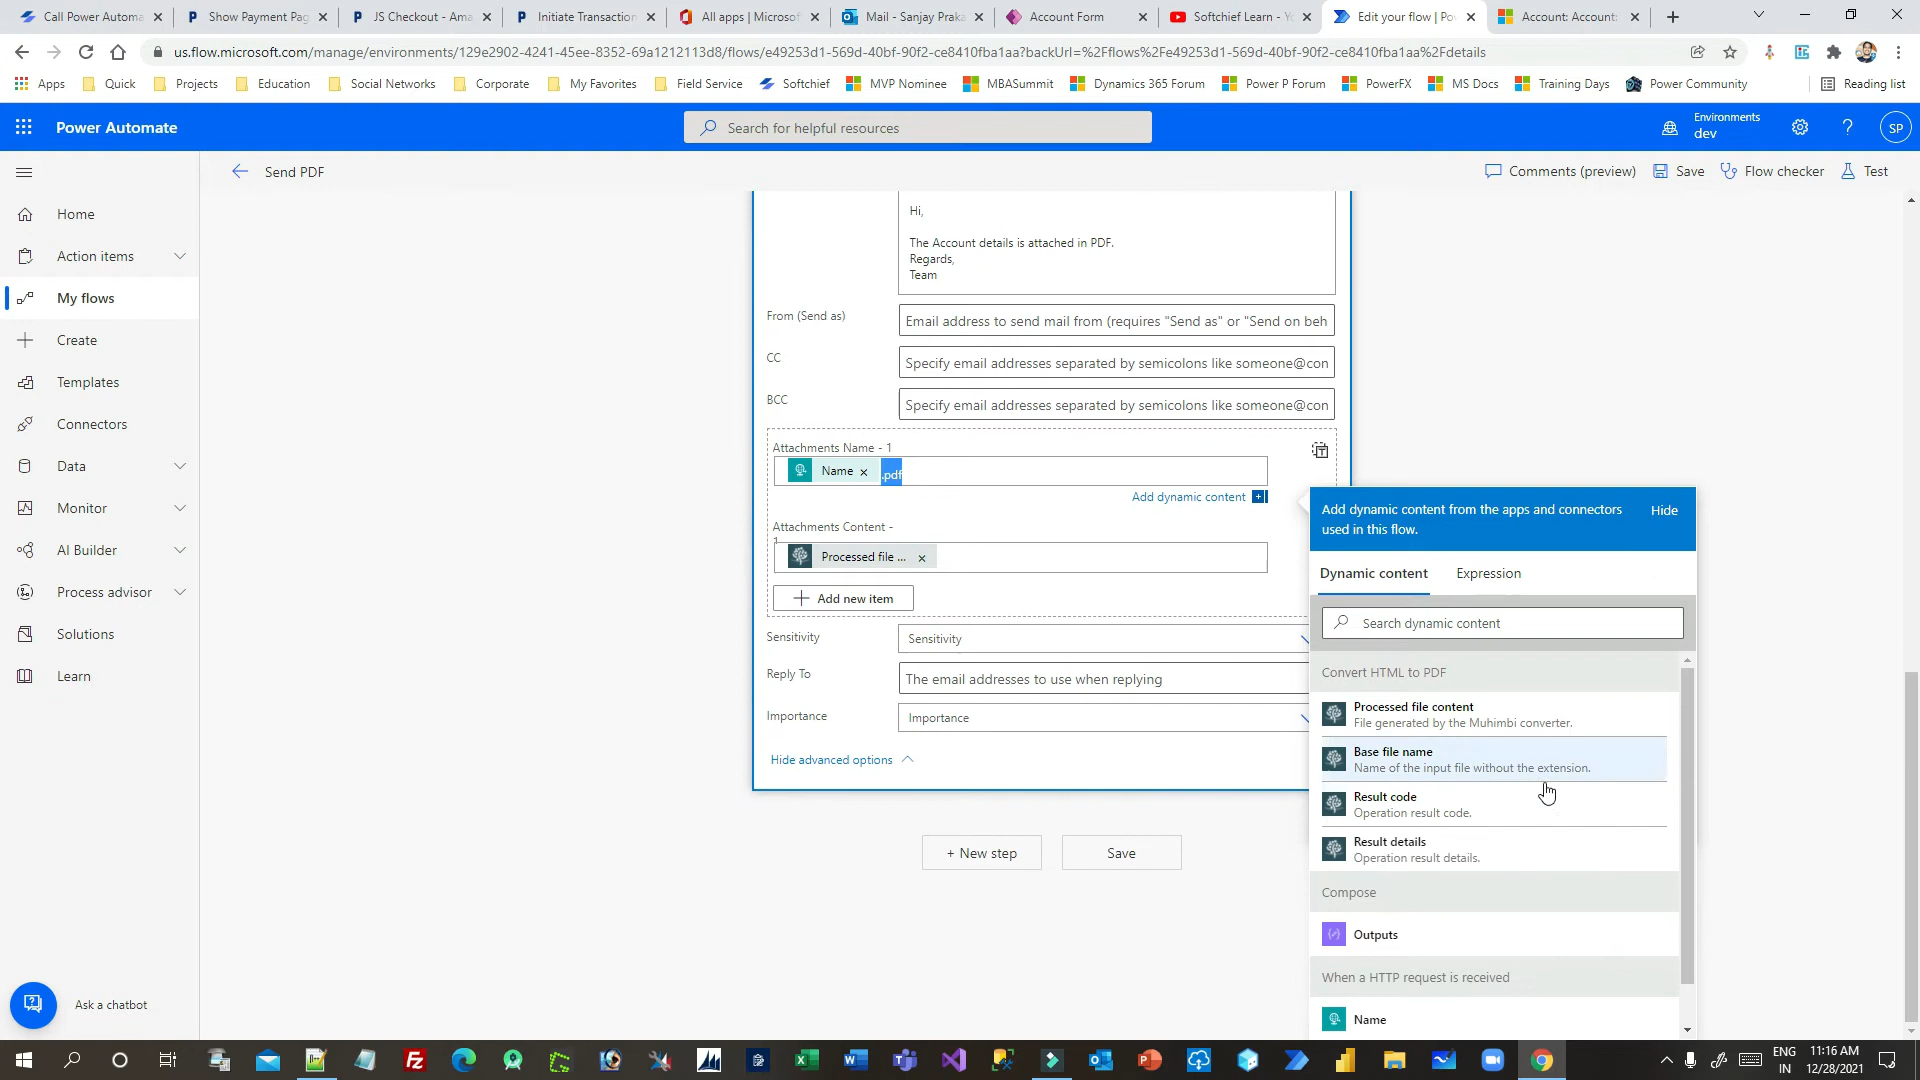 Call Power Automa
Show Payment Pag
JS Checkout - Ama
Initiate Transaction
All apps | Microsof
Mail - Sanjay Praka
Account Form
Softchief Learn - Yo
Edit your flow | Po
Account: Account:
us.flow.microsoft.com/manage/environments/129e2902-4241-45ee-8352-69a1212113d8/flows/e49253d1-569d-40bf-90f2-ce8410fba1aa?backUrl=%2Fflows%2Fe49253d1-569d-40bf-90f2-ce8410fba1aa%2Fdetails
Apps
Quick
Projects
Education
Social Networks
Corporate
My Favorites
Field Service
Softchief
MVP Nominee
MBASummit
Dynamics 365 Forum
Power P Forum
PowerFX
MS Docs
Training Days
Power Community
Reading list
Power Automate
Search for helpful resources
Environments
dev
SP
Send PDF
Comments (preview)
Save
Flow checker
Test
Home
Action items
My flows
Create
Templates
Connectors
Data
Monitor
AI Builder
Process advisor
Solutions
Learn
Ask a chatbot
Hi,
The Account details is attached in PDF.
Regards,
Team
From (Send as)
Email address to send mail from (requires "Send as" or "Send on beh
CC
Specify email addresses separated by semicolons like someone@con
BCC
Specify email addresses separated by semicolons like someone@con
Attachments Name - 1
Name
.pdf
Add dynamic content
Attachments Content -
1
Processed file ...
Add new item
Sensitivity
Sensitivity
Reply To
The email addresses to use when replying
Importance
Importance
Hide advanced options
+ New step
Save
Add dynamic content from the apps and connectors
used in this flow.
Hide
Dynamic content
Expression
Search dynamic content
Convert HTML to PDF
Processed file content
File generated by the Muhimbi converter.
Base file name
Name of the input file without the extension.
Result code
Operation result code.
Result details
Operation result details.
Compose
Outputs
When a HTTP request is received
Name
ENG
IN
11:16 AM
12/28/2021